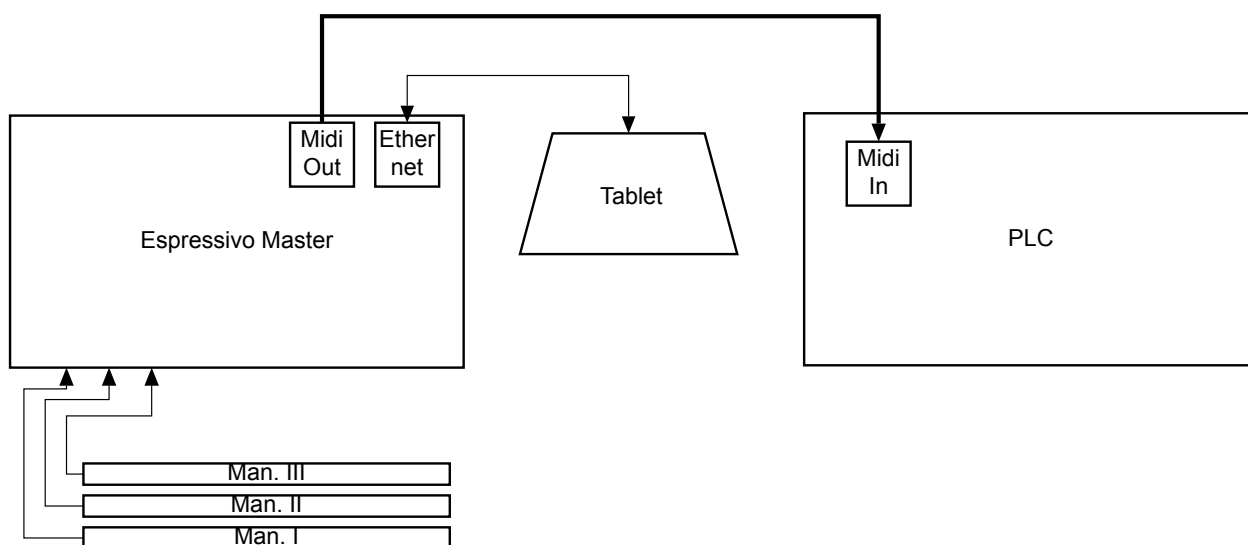 Midi
Out
Ether
net
Midi
In
Tablet
Espressivo Master
PLC
Man. III
Man. II
Man. I